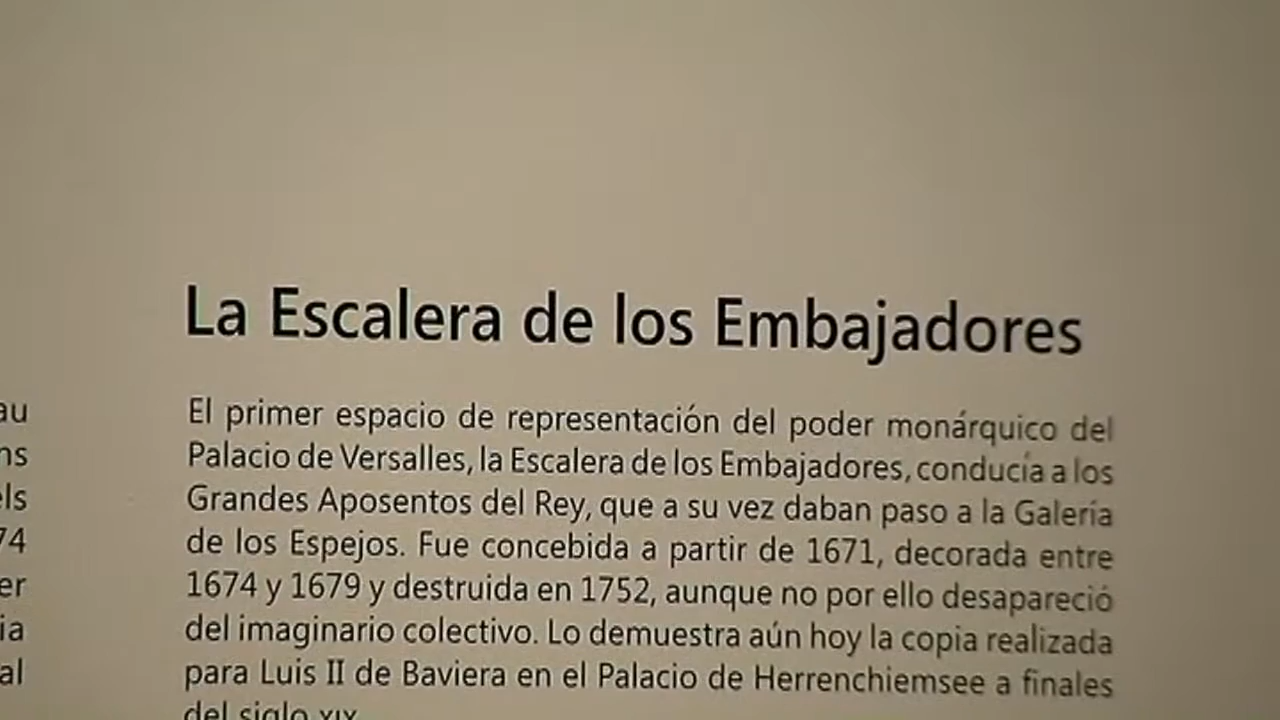 La Escalera de los Embajadores
El primer espacio de representación del poder monárquico del
Palacio de Versalles, la Escalera de los Embajadores, conducía a los
Grandes Aposentos del Rey, que a su vez daban paso a la Galería
de los Espejos. Fue concebida a partir de 1671, decorada entre
1674 y 1679 y destruida en 1752, aunque no por ello desapareció
del imaginario colectivo. Lo demuestra aún hoy la copia realizada
para Luis II de Baviera en el Palacio de Herrenchiemsee a finales
del siglo XIX